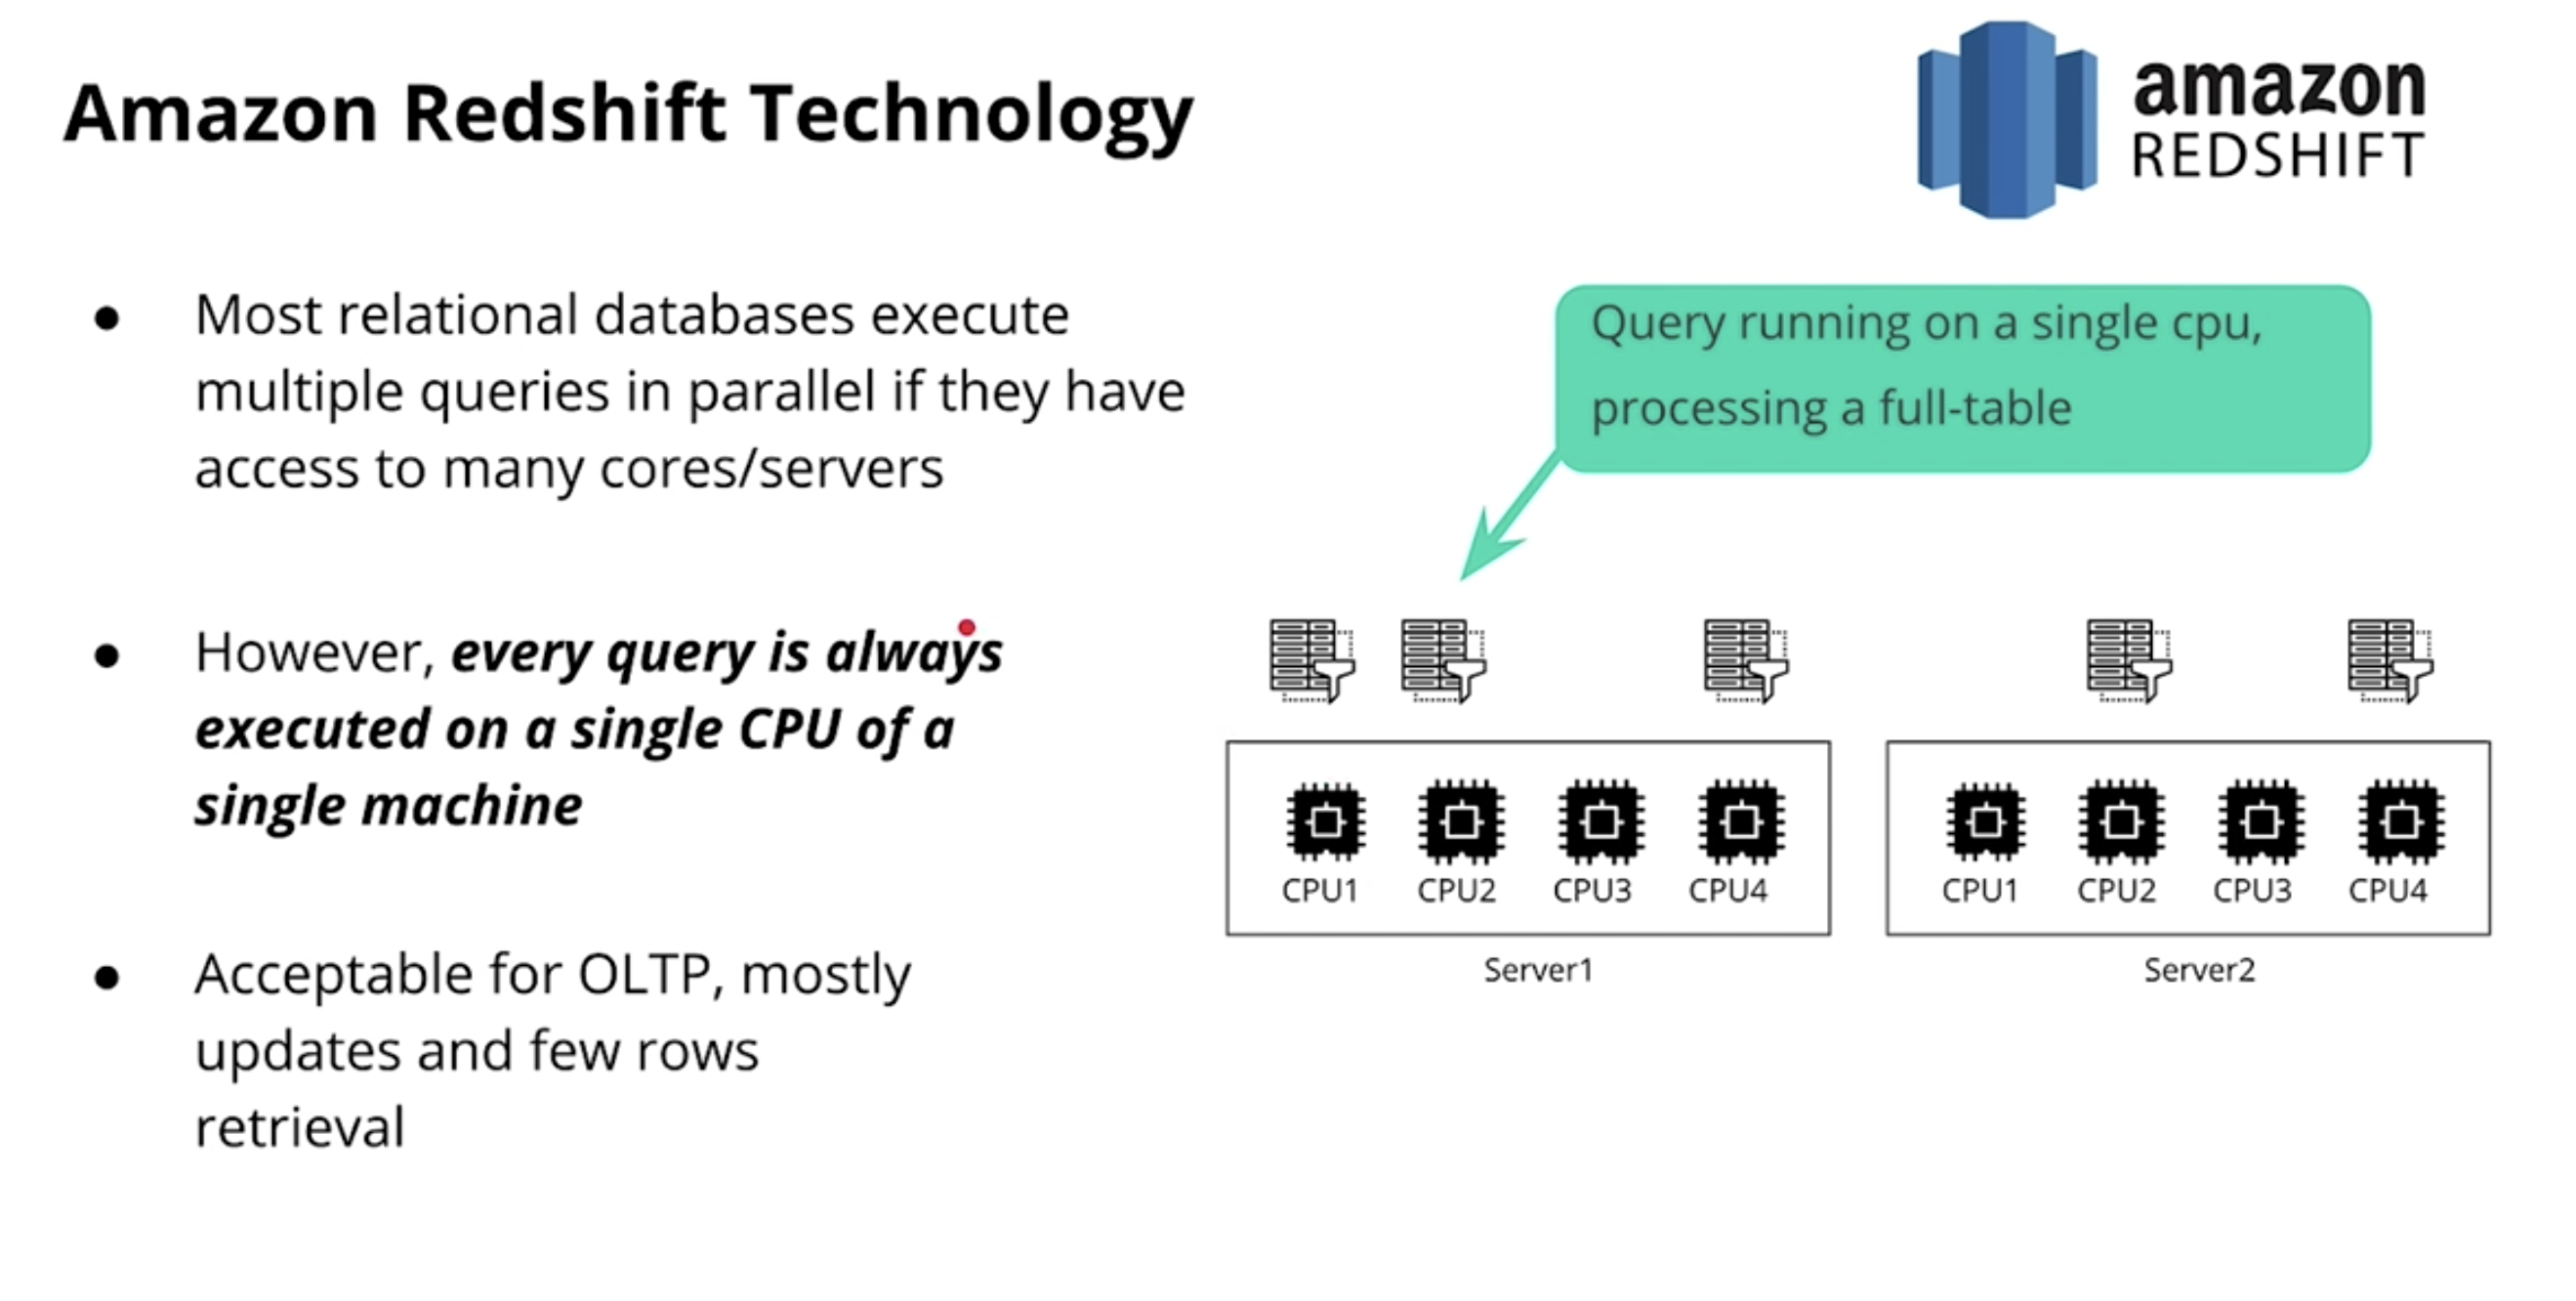 Amazon Redshift Technology
amazon
REDSHIFT
● Most relational databases execute
multiple queries in parallel if they have
access to many cores/servers
● However, every query is always
executed on a single CPU of a
single machine
● Acceptable for OLTP, mostly
updates and few rows
retrieval
Query running on a single cpu,
processing a full-table
CPU1 CPU2 CPU3 CPU4
Server1
CPU1 CPU2 CPU3 CPU4
Server2